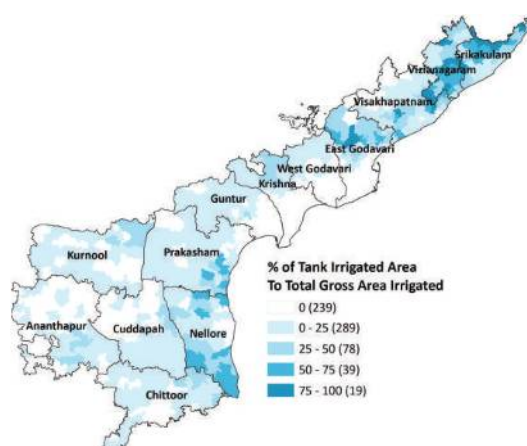 Srikakulam
Vizianagaram
Visakhapatnam
East Godavari
West Godavari
Krishna
Guntur
Prakasham
Kurnool
Ananthapur
Cuddapah
Nellore
Chittoor
% of Tank Irrigated Area
To Total Gross Area Irrigated
0 (239)
0 - 25 (289)
25 - 50 (78)
50 - 75 (39)
75 - 100 (19)